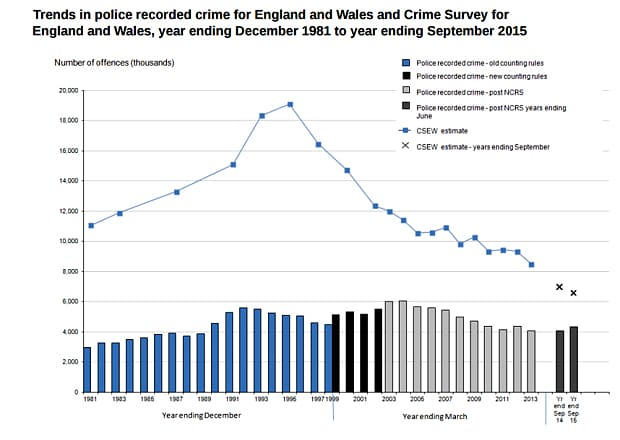 Trends in police recorded crime for England and Wales and Crime Survey for
England and Wales, year ending December 1981 to year ending September 2015
Number of offences (thousands)
Police recorded crime - old counting rules
Police recorded crime - new counting rules
Police recorded crime - post NCRS
Police recorded crime - post NCRS years ending
June
CSEW estimate
CSEW estimate - years ending September
20,000
18,000
16,000
14,000
12,000
10,000
8,000
6,000
4,000
2,000
0
1981 1983 1985 1987 1989 1991 1993 1995 1997 1999 2001 2003 2005 2007 2009 2011 2013 Yr Yr
end end
Sep Sep
14 15
Year ending December
Year ending March